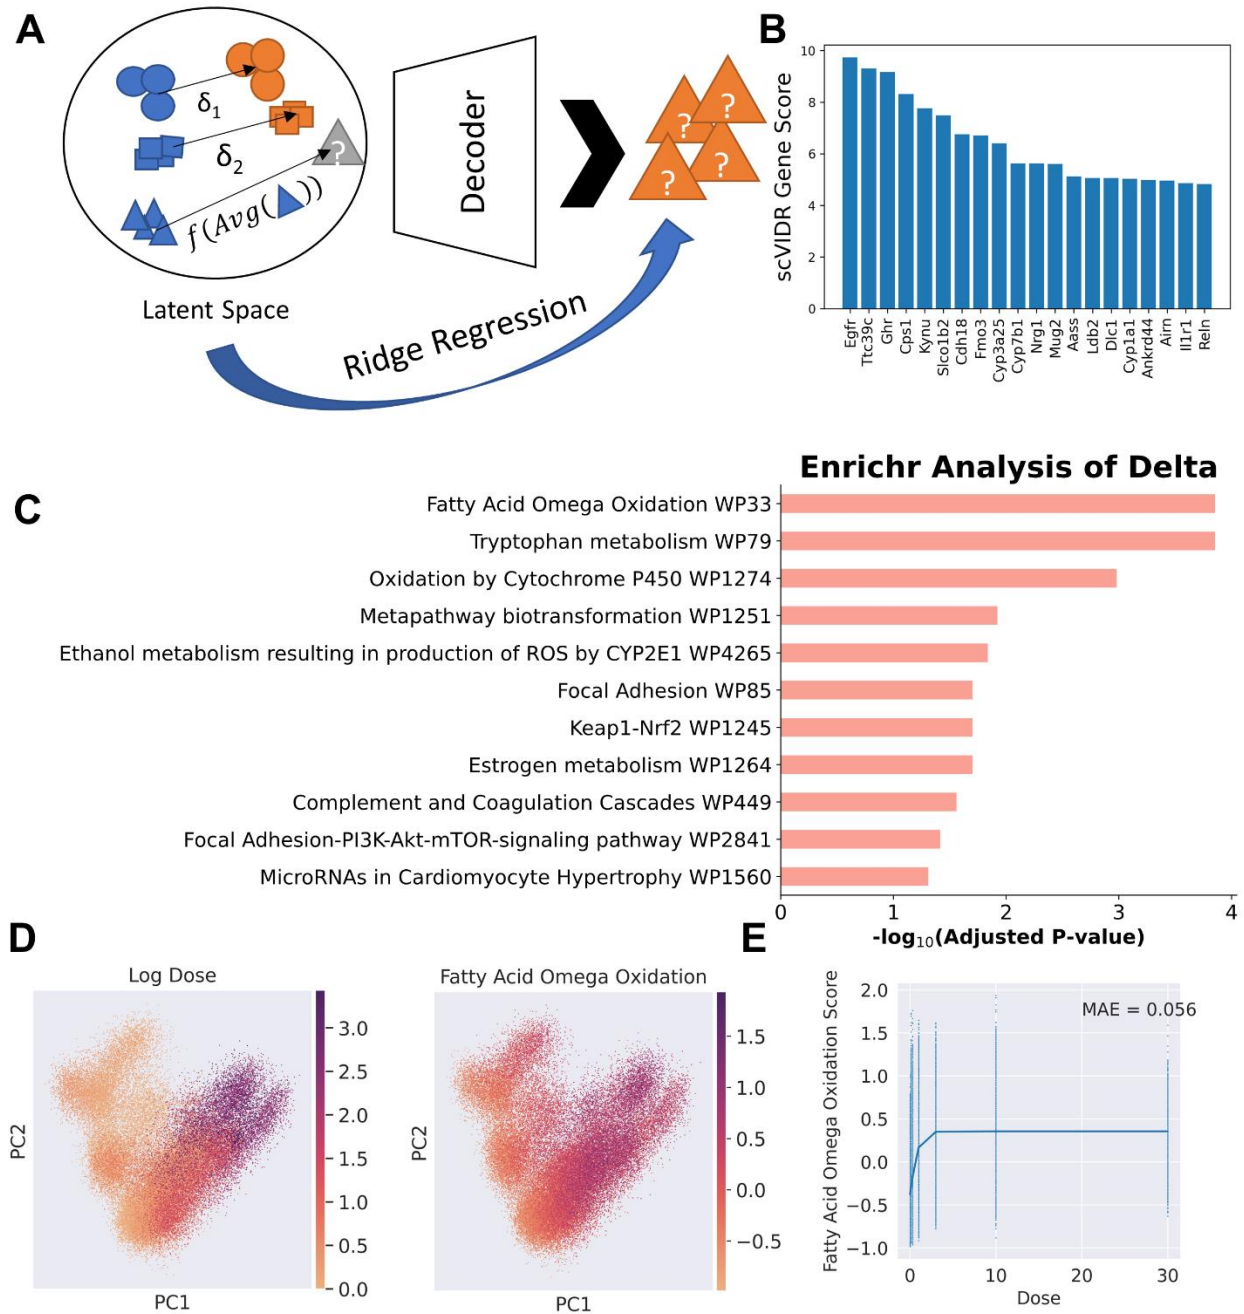 A
δ1
δ2
?
f(Avg( ))
Latent Space
Decoder
? ? ? ?
Ridge Regression
B
scVIDR Gene Score
10
8
6
4
2
0
Egfr
Ttc39c
Ghr
Cps1
Kynu
Slco1b2
Cdh18
Fmo3
Cyp3a25
Cyp7b1
Nrg1
Mug2
Aass
Ldb2
Dlc1
Cyp1a1
Ankrd44
Airn
Il1r1
Reln
C
Enrichr Analysis of Delta
Fatty Acid Omega Oxidation WP33
Tryptophan metabolism WP79
Oxidation by Cytochrome P450 WP1274
Metapathway biotransformation WP1251
Ethanol metabolism resulting in production of ROS by CYP2E1 WP4265
Focal Adhesion WP85
Keap1-Nrf2 WP1245
Estrogen metabolism WP1264
Complement and Coagulation Cascades WP449
Focal Adhesion-PI3K-Akt-mTOR-signaling pathway WP2841
MicroRNAs in Cardiomyocyte Hypertrophy WP1560
0 1 2 3 4
-log10(Adjusted P-value)
D
Log Dose
PC2
PC1
3.0
2.5
2.0
1.5
1.0
0.5
0.0
Fatty Acid Omega Oxidation
PC2
PC1
1.5
1.0
0.5
0.0
−0.5
E
Fatty Acid Omega Oxidation Score
2.0
1.5
1.0
0.5
0.0
−0.5
−1.0
MAE = 0.056
0 10 20 30
Dose